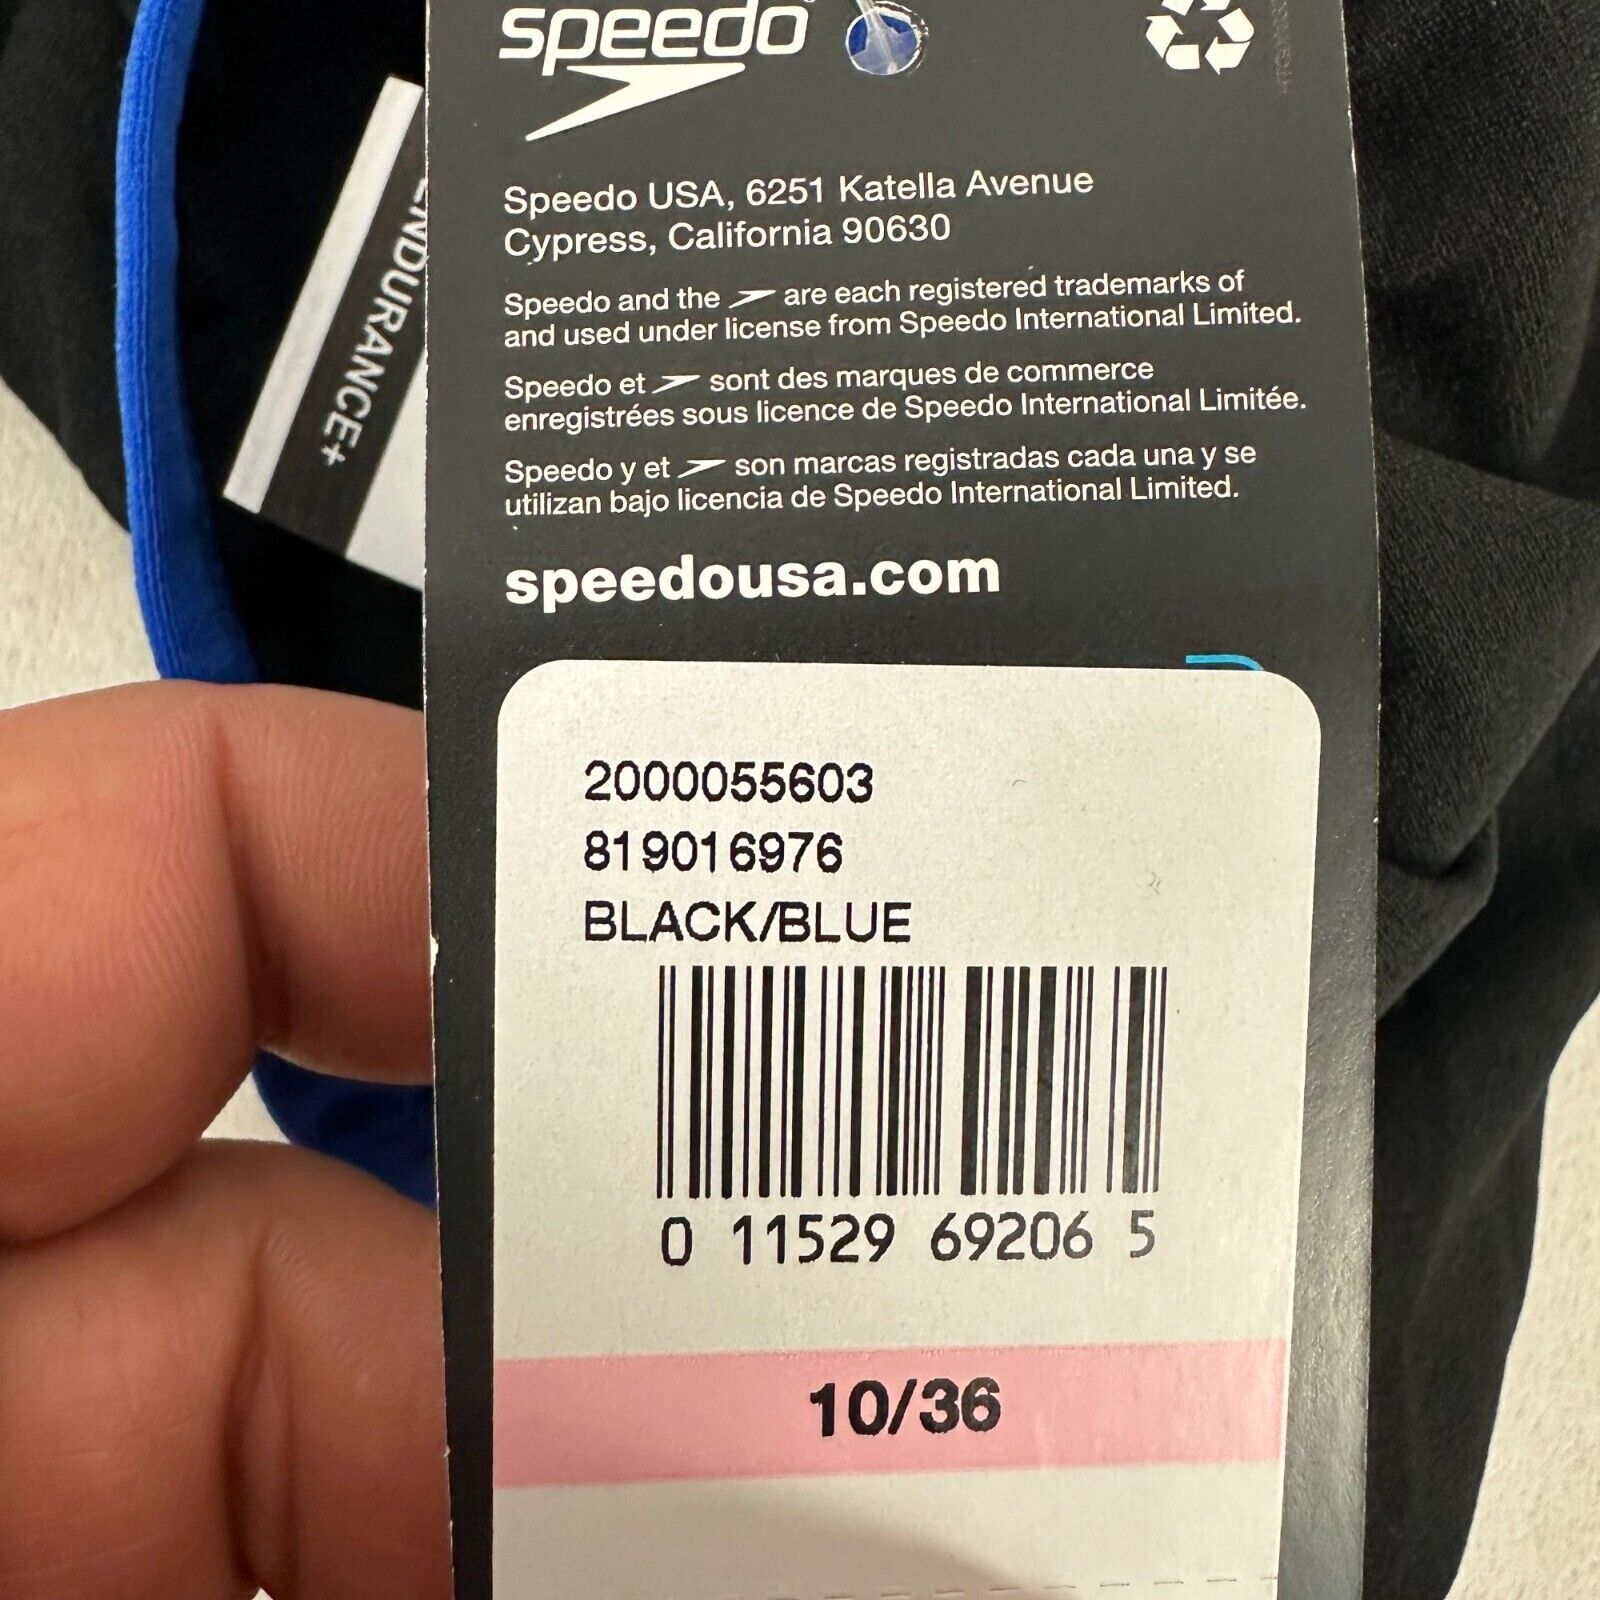 speedo
Speedo USA, 6251 Katella Avenue
Cypress, California 90630
Speedo and the are each registered trademarks of
and used under license from Speedo International Limited.
Speedo et sont des marques de commerce
enregistrées sous licence de Speedo International Limitée.
Speedo y et son marcas registradas cada una y se
utilizan bajo licencia de Speedo International Limited.
speedousa.com
ENDURANCE+
2000055603
819016976
BLACK/BLUE
0 11529 69206 5
10/36